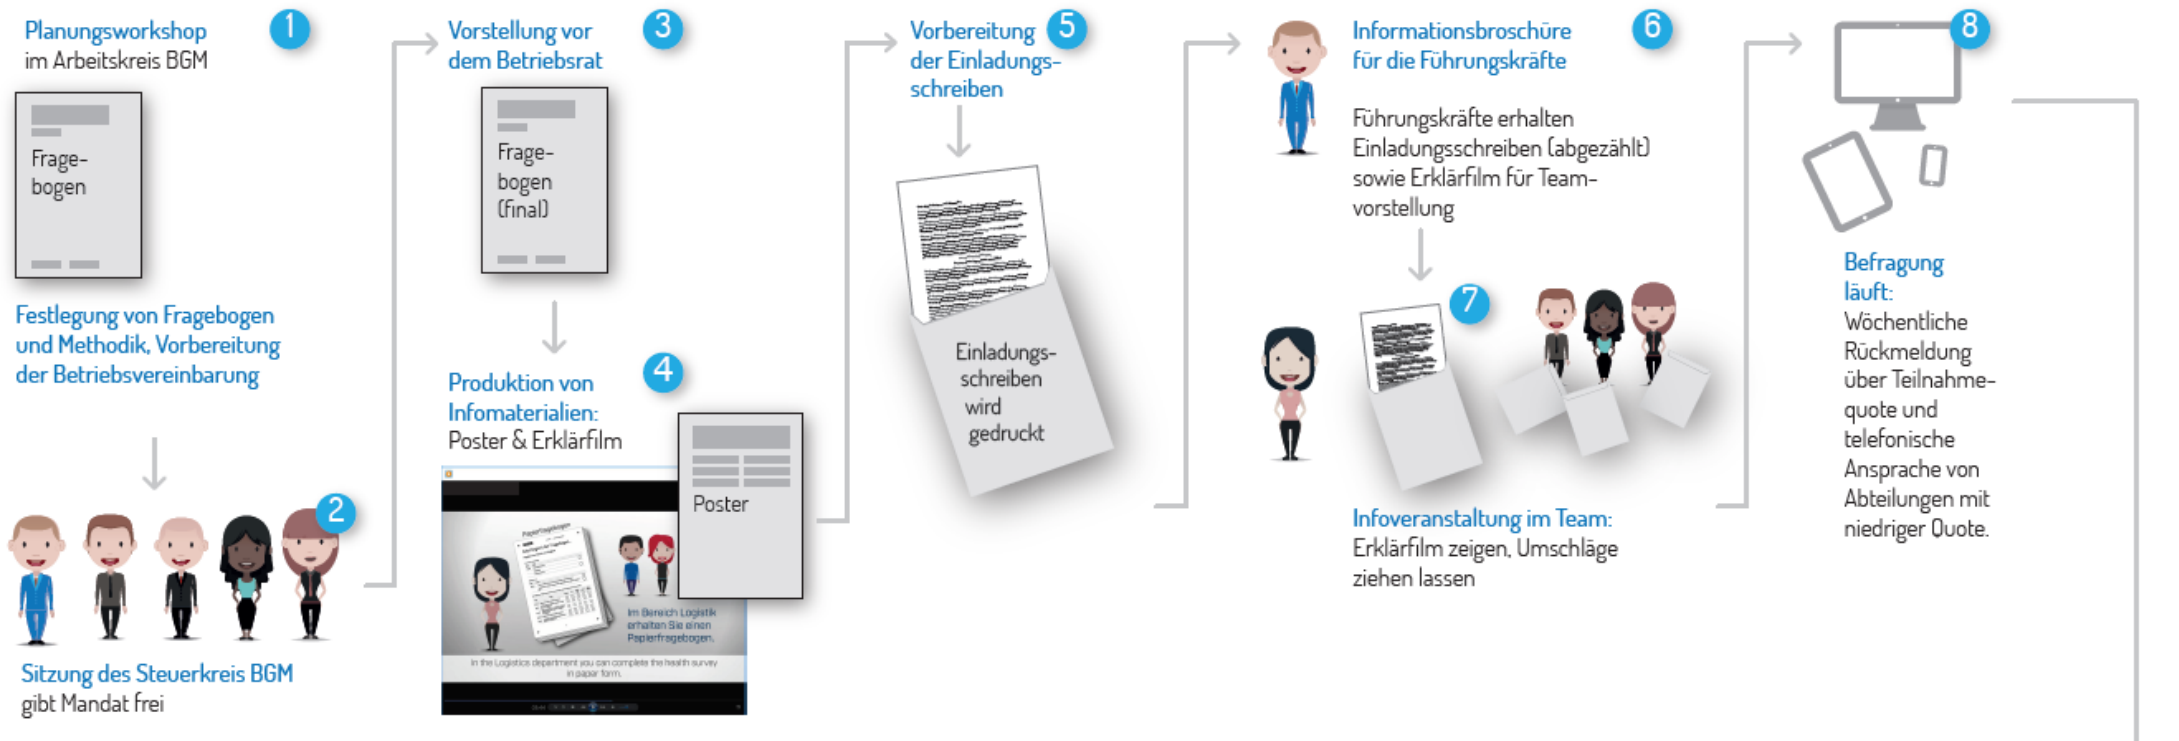 Planungsworkshop
im Arbeitskreis BGM
1
Frage-
bogen
Festlegung von Fragebogen
und Methodik, Vorbereitung
der Betriebsvereinbarung
2
Sitzung des Steuerkreis BGM
gibt Mandat frei
Vorstellung vor
dem Betriebsrat
3
Frage-
bogen
(final)
Produktion von
Infomaterialien:
Poster & Erklärfilm
4
Poster
Papierfragebogen
Im Bereich Logistik
erhalten Sie einen
Papierfragebogen.
In the Logistics department you can complete the health survey
in paper form.
Vorbereitung
der Einladungs-
schreiben
5
Einladungs-
schreiben
wird
gedruckt
Informationsbroschüre
für die Führungskräfte
6
Führungskräfte erhalten
Einladungsschreiben (abgezählt)
sowie Erklärfilm für Team-
vorstellung
7
Infoveranstaltung im Team:
Erklärfilm zeigen, Umschläge
ziehen lassen
8
Befragung
läuft:
Wöchentliche
Rückmeldung
über Teilnahme-
quote und
telefonische
Ansprache von
Abteilungen mit
niedriger Quote.